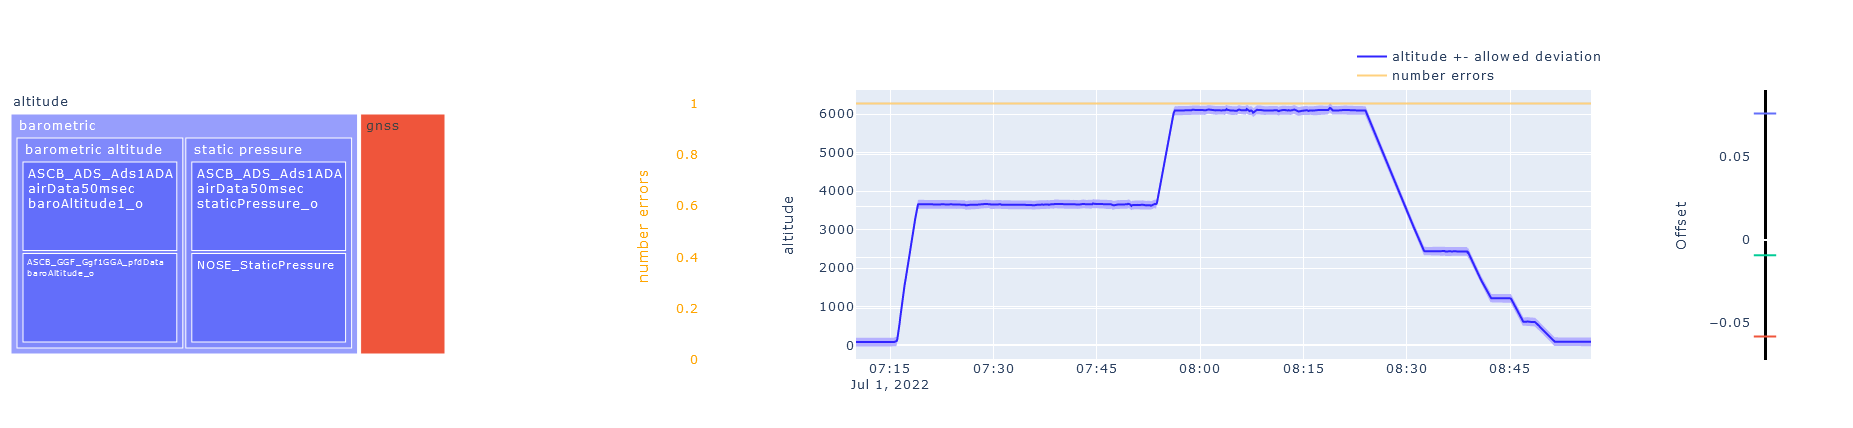 altitude
barometric
gnss
barometric altitude
static pressure
ASCB_ADS_Ads1ADA
airData50msec
baroAltitude1_o
ASCB_ADS_Ads1ADA
airData50msec
staticPressure_o
ASCB_GGF_Ggf1GGA_pfdData
baroAltitude_o
NOSE_StaticPressure
number errors
1
0.8
0.6
0.4
0.2
0
altitude +- allowed deviation
number errors
altitude
6000
5000
4000
3000
2000
1000
0
07:15
07:30
07:45
08:00
08:15
08:30
08:45
Jul 1, 2022
Offset
0.05
0
−0.05